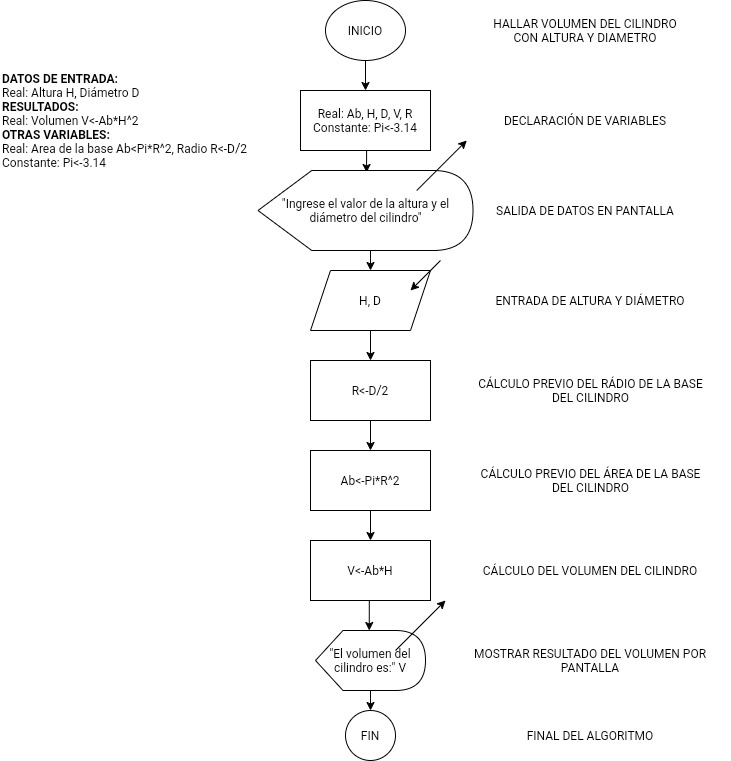 INICIO
HALLAR VOLUMEN DEL CILINDRO
CON ALTURA Y DIAMETRO
DATOS DE ENTRADA:
Real: Altura H, Diámetro D
RESULTADOS:
Real: Volumen V<-Ab*H^2
OTRAS VARIABLES:
Real: Area de la base Ab<Pi*R^2, Radio R<-D/2
Constante: Pi<-3.14
Real: Ab, H, D, V, R
Constante: Pi<-3.14
DECLARACIÓN DE VARIABLES
"Ingrese el valor de la altura y el
diámetro del cilindro"
SALIDA DE DATOS EN PANTALLA
H, D
ENTRADA DE ALTURA Y DIÁMETRO
R<-D/2
CÁLCULO PREVIO DEL RÁDIO DE LA BASE
DEL CILINDRO
Ab<-Pi*R^2
CÁLCULO PREVIO DEL ÁREA DE LA BASE
DEL CILINDRO
V<-Ab*H
CÁLCULO DEL VOLUMEN DEL CILINDRO
"El volumen del
cilindro es:" V
MOSTRAR RESULTADO DEL VOLUMEN POR
PANTALLA
FIN
FINAL DEL ALGORITMO